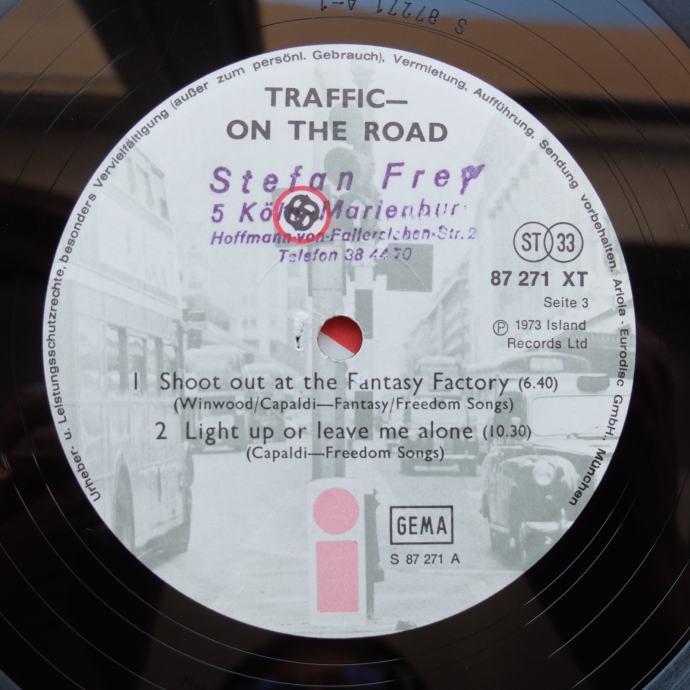 S 87271 A-1
Urheber- u. Leistungsschutzrechte, besonders Vervielfältigung (außer zum persönl. Gebrauch), Vermietung, Aufführung, Sendung vorbehalten. Ariola - Eurodisc GmbH., München
TRAFFIC—
ON THE ROAD
Stefan Frey
5 Köln Marienburg
Hoffmann-von-Fallersleben-Str. 2
Telefon 38 44 70
ST 33
87 271 XT
Seite 3
℗ 1973 Island
Records Ltd
1 Shoot out at the Fantasy Factory (6.40)
(Winwood/Capaldi—Fantasy/Freedom Songs)
2 Light up or leave me alone (10.30)
(Capaldi—Freedom Songs)
i
GEMA
S 87 271 A